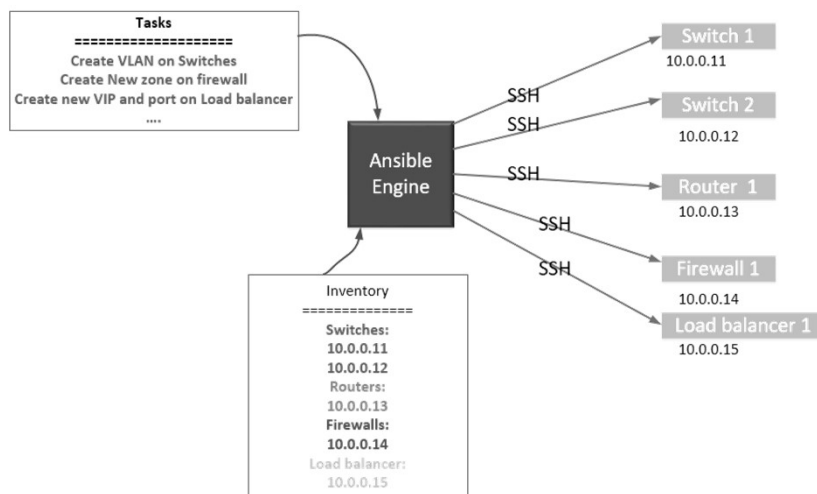 Tasks
====================
Create VLAN on Switches
Create New zone on firewall
Create new VIP and port on Load balancer
....
Ansible
Engine
Inventory
==============
Switches:
10.0.0.11
10.0.0.12
Routers:
10.0.0.13
Firewalls:
10.0.0.14
Load balancer:
10.0.0.15
SSH
SSH
SSH
SSH
SSH
Switch 1
10.0.0.11
Switch 2
10.0.0.12
Router 1
10.0.0.13
Firewall 1
10.0.0.14
Load balancer 1
10.0.0.15